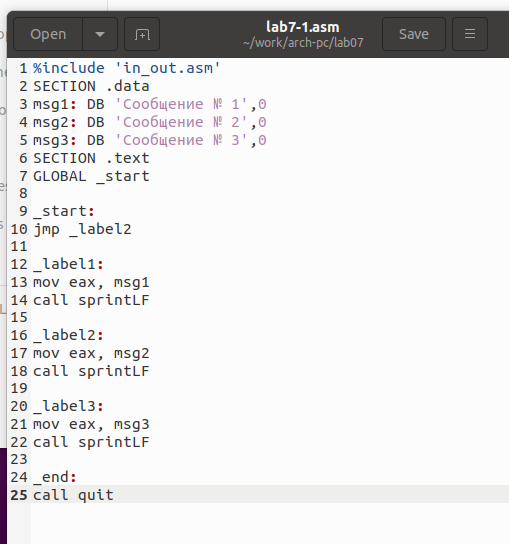 Open
lab7-1.asm
~/work/arch-pc/lab07
Save
1 %include 'in_out.asm'
2 SECTION .data
3 msg1: DB 'Сообщение № 1',0
4 msg2: DB 'Сообщение № 2',0
5 msg3: DB 'Сообщение № 3',0
6 SECTION .text
7 GLOBAL _start
8
9 _start:
10 jmp _label2
11
12 _label1:
13 mov eax, msg1
14 call sprintLF
15
16 _label2:
17 mov eax, msg2
18 call sprintLF
19
20 _label3:
21 mov eax, msg3
22 call sprintLF
23
24 _end:
25 call quit